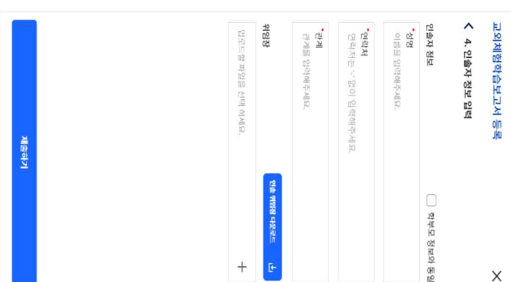 교외체험학습보고서 등록
4. 인솔자 정보 입력
인솔자 정보
학부모 정보와 동일
*성명
이름을 입력해주세요.
*연락처
연락처는 '-' 없이 입력해주세요.
*관계
관계를 입력해주세요.
위임장
인솔 위임장 다운로드
업로드할 파일을 선택 해세요.
제출하기